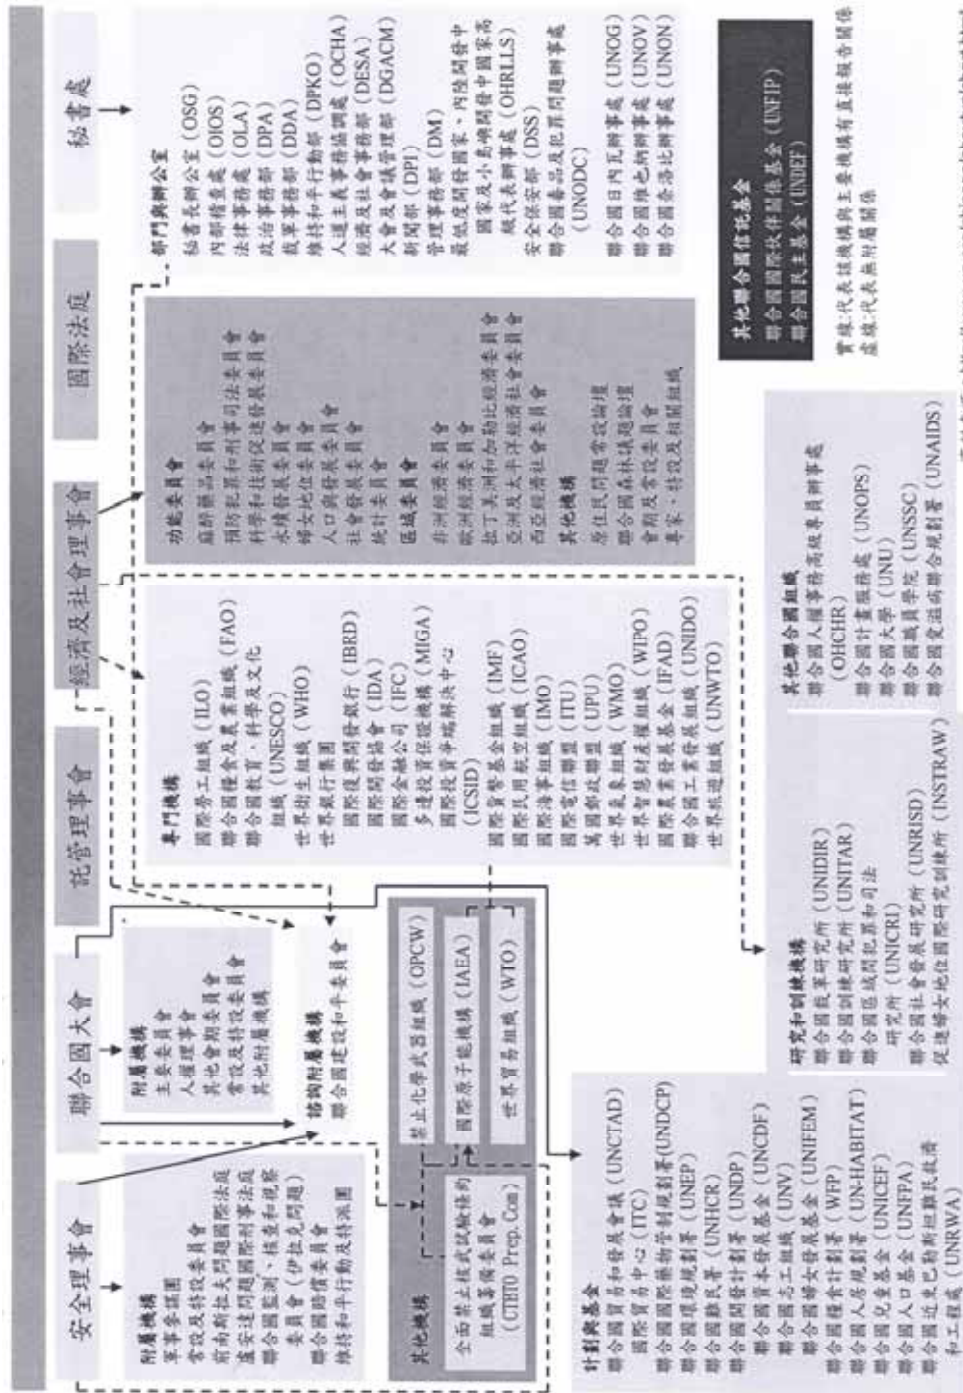 安全理事會
聯合國大會
託管理事會
經濟及社會理事會
國際法庭
秘書處
附屬機構
軍事參謀團
常設及特設委員會
前南斯拉夫問題國際法庭
盧安達問題國際刑事法庭
聯合國監測、核查和視察
委員會(伊拉克問題)
聯合國賠償委員會
維持和平行動及特派團
附屬機構
主要委員會
人權理事會
其他會期委員會
常設及特設委員會
其他附屬機構
諮詢附屬機構
聯合國建設和平委員會
其他機構
全面禁止核武試驗條約
組織籌備委員會
(CTBTO Prep.Com)
禁止化學武器組織(OPCW)
國際原子能機構(IAEA)
世界貿易組織(WTO)
專門機構
國際勞工組織(ILO)
聯合國糧食及農業組織(FAO)
聯合國教育、科學及文化
組織(UNESCO)
世界衛生組織(WHO)
世界銀行集團
國際復興開發銀行(IBRD)
國際開發協會(IDA)
國際金融公司(IFC)
多邊投資保證機構(MIGA)
國際投資爭端解決中心
(ICSID)
國際貨幣基金組織(IMF)
國際民用航空組織(ICAO)
國際海事組織(IMO)
國際電信聯盟(ITU)
萬國郵政聯盟(UPU)
世界氣象組織(WMO)
世界智慧財產權組織(WIPO)
國際農業發展基金(IFAD)
聯合國工業發展組織(UNIDO)
世界旅遊組織(UNWTO)
功能委員會
麻醉藥品委員會
預防犯罪和刑事司法委員會
科學和技術促進發展委員會
永續發展委員會
婦女地位委員會
人口與發展委員會
社會發展委員會
統計委員會
區域委員會
非洲經濟委員會
歐洲經濟委員會
拉丁美洲和加勒比經濟委員會
亞洲及太平洋經濟社會委員會
西亞經濟社會委員會
其他機構
原住民問題常設論壇
聯合國森林議題論壇
會期及常設委員會
專家、特設及相關組織
部門與辦公室
秘書長辦公室(OSG)
內部稽查處(OIOS)
法律事務處(OLA)
政治事務部(DPA)
裁軍事務部(DDA)
維持和平行動部(DPKO)
人道主義事務協調處(OCHA)
經濟及社會事務部(DESA)
大會及會議管理部(DGACM)
新聞部(DPI)
管理事務部(DM)
最低度開發國家、內陸開發中
國家及小島嶼開發中國家高
級代表辦事處(OHRLLS)
安全保安部(DSS)
聯合國毒品及犯罪問題辦事處
(UNODC)
聯合國日內瓦辦事處(UNOG)
聯合國維也納辦事處(UNOV)
聯合國奈洛比辦事處(UNON)
計劃與基金
聯合國貿易和發展會議(UNCTAD)
國際貿易中心(ITC)
聯合國國際藥物管制規劃署(UNDCP)
聯合國環境規劃署(UNEP)
聯合國難民署(UNHCR)
聯合國開發計劃署(UNDP)
聯合國資本發展基金(UNCDF)
聯合國志工組織(UNV)
聯合國婦女發展基金(UNIFEM)
聯合國糧食計劃署(WFP)
聯合國人居規劃署(UN-HABITAT)
聯合國兒童基金(UNICEF)
聯合國人口基金(UNFPA)
聯合國近東巴勒斯坦難民救濟
和工程處(UNRWA)
研究和訓練機構
聯合國裁軍研究所(UNIDIR)
聯合國訓練研究所(UNITAR)
聯合國區域間犯罪和司法
研究所(UNICRI)
聯合國社會發展研究所(UNRISD)
促進婦女地位國際研究訓練所(INSTRAW)
其他聯合國組織
聯合國人權事務高級專員辦事處
(OHCHR)
聯合國計畫服務處(UNOPS)
聯合國大學(UNU)
聯合國職員學院(UNSSC)
聯合國愛滋病聯合規劃署(UNAIDS)
其他聯合國信託基金
聯合國國際伙伴關係基金(UNFIP)
聯合國民主基金(UNDEF)
實線:代表該機構與主要機構有直接報告關係
虛線:代表無附屬關係